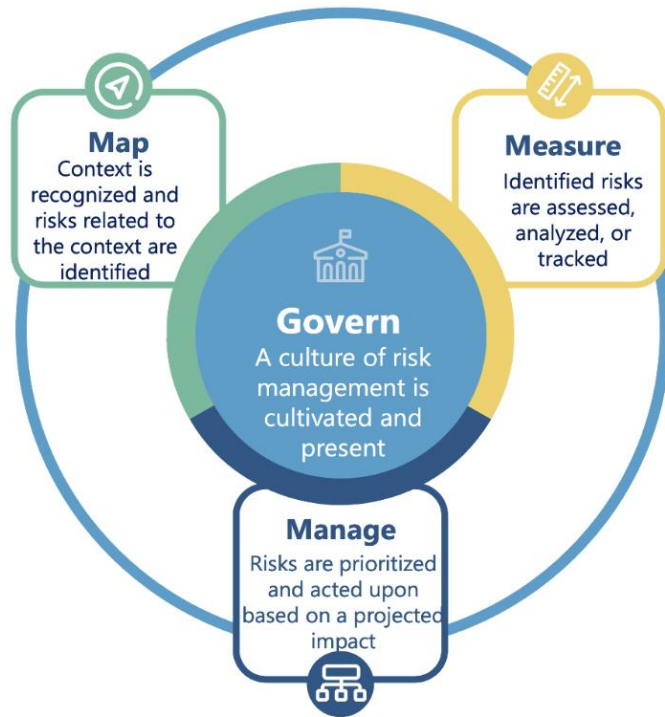 Map
Context is
recognized and
risks related to
the context are
identified
Measure
Identified risks
are assessed,
analyzed, or
tracked
Govern
A culture of risk
management is
cultivated and
present
Manage
Risks are prioritized
and acted upon
based on a projected
impact